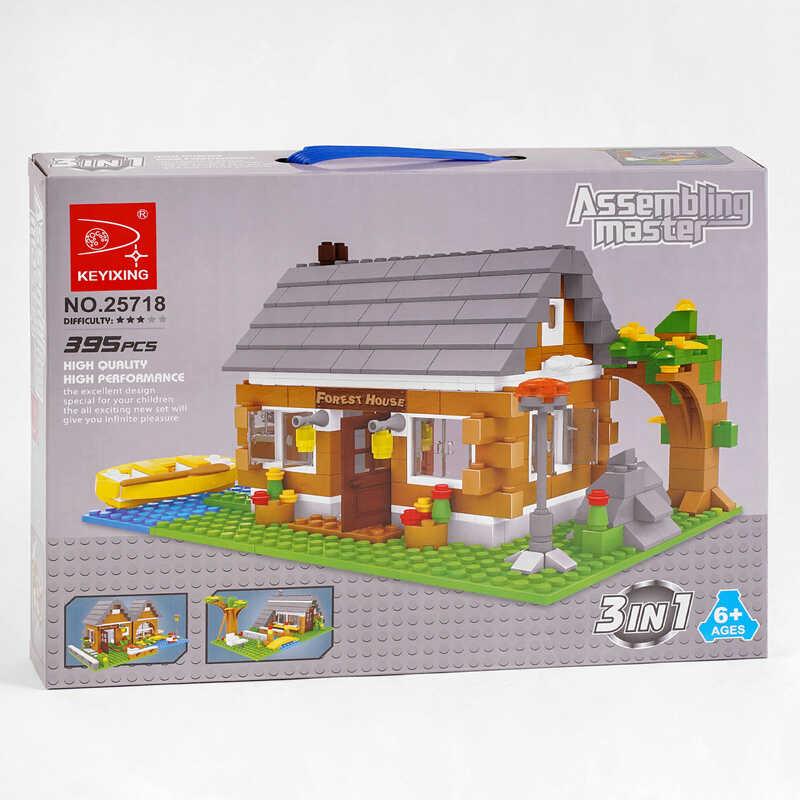 3 IN 1
Assembling
master
®
KEYIXING
NO.25718
DIFFICULTY: ★★★★★
395PCS
HIGH QUALITY
HIGH PERFORMANCE
the excellent design
special for your children
the all exciting new set will
give you infinite pleasure
FOREST HOUSE
3 IN 1
6+
AGES